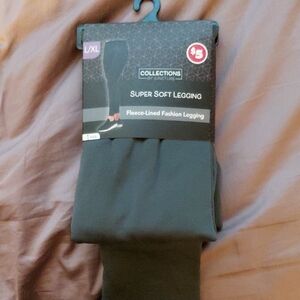 L/XL
$5
COLLECTIONS
SUPER SOFT LEGGING
Fleece-Lined Fashion Legging